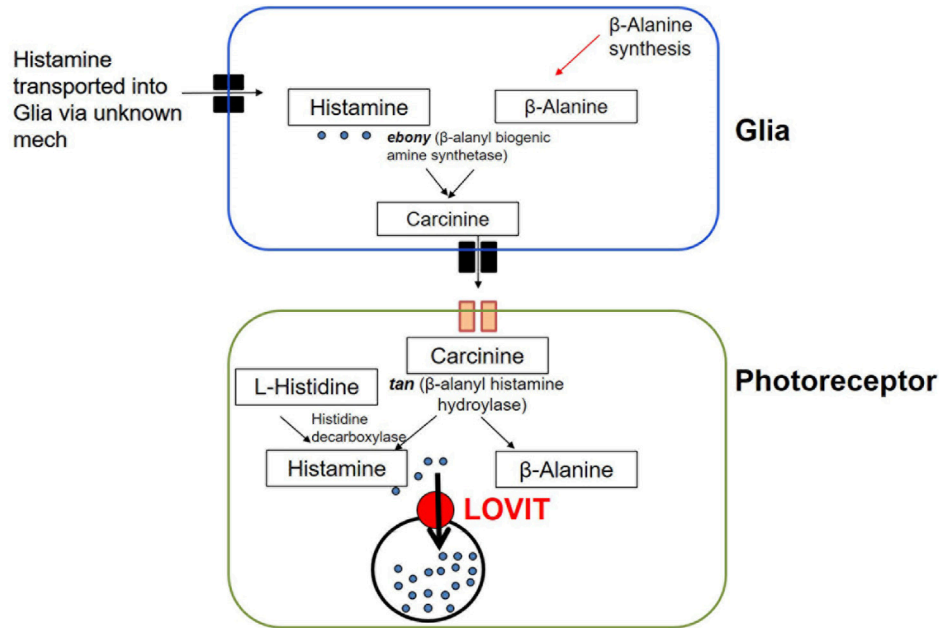 Histamine
transported into
Glia via unknown
mech
β-Alanine
synthesis
Histamine
β-Alanine
ebony (β-alanyl biogenic
amine synthetase)
Carcinine
Glia
Carcinine
L-Histidine
tan (β-alanyl histamine
hydroylase)
Photoreceptor
Histidine
decarboxylase
Histamine
β-Alanine
LOVIT